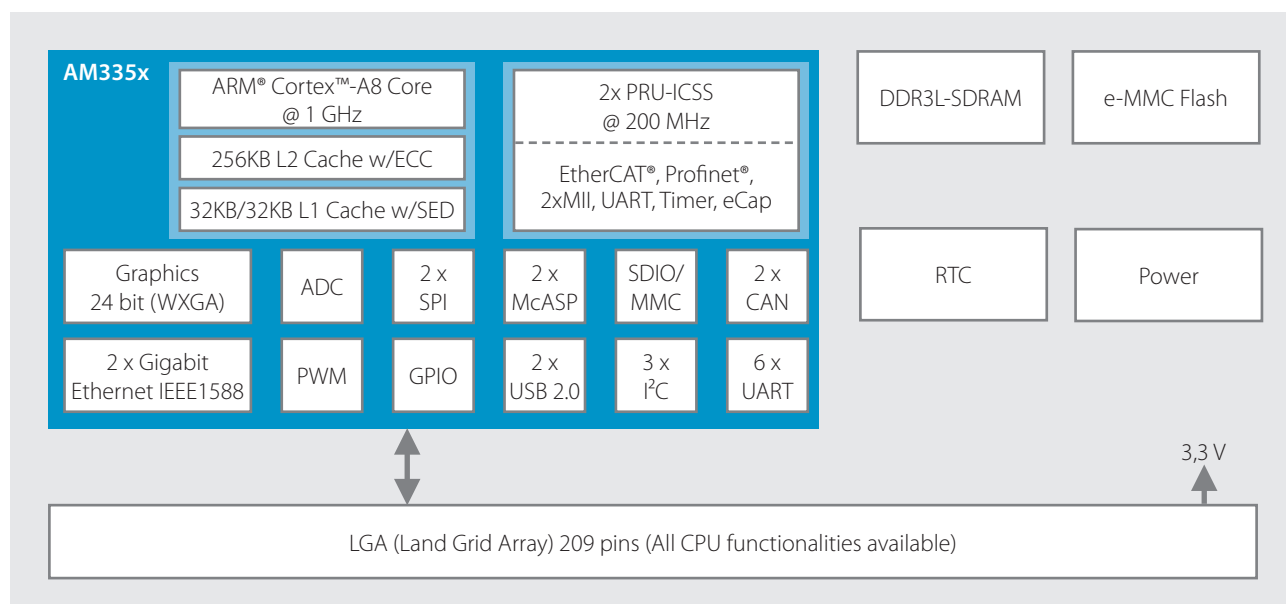 AM335x
ARM® Cortex™-A8 Core
@ 1 GHz
256KB L2 Cache w/ECC
32KB/32KB L1 Cache w/SED
2x PRU-ICSS
@ 200 MHz
EtherCAT®, Profinet®,
2xMII, UART, Timer, eCap
DDR3L-SDRAM
e-MMC Flash
Graphics
24 bit (WXGA)
ADC
2 x
SPI
2 x
McASP
SDIO/
MMC
2 x
CAN
RTC
Power
2 x Gigabit
Ethernet IEEE1588
PWM
GPIO
2 x
USB 2.0
3 x
I²C
6 x
UART
3,3 V
LGA (Land Grid Array) 209 pins (All CPU functionalities available)